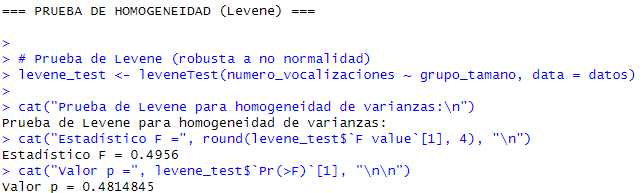 === PRUEBA DE HOMOGENEIDAD (Levene) ===
>
> # Prueba de Levene (robusta a no normalidad)
> levene_test <- leveneTest(numero_vocalizaciones ~ grupo_tamano, data = datos)
>
> cat("Prueba de Levene para homogeneidad de varianzas:\n")
Prueba de Levene para homogeneidad de varianzas:
> cat("Estadístico F =", round(levene_test$`F value`[1], 4), "\n")
Estadístico F = 0.4956
> cat("Valor p =", levene_test$`Pr(>F)`[1], "\n\n")
Valor p = 0.4814845